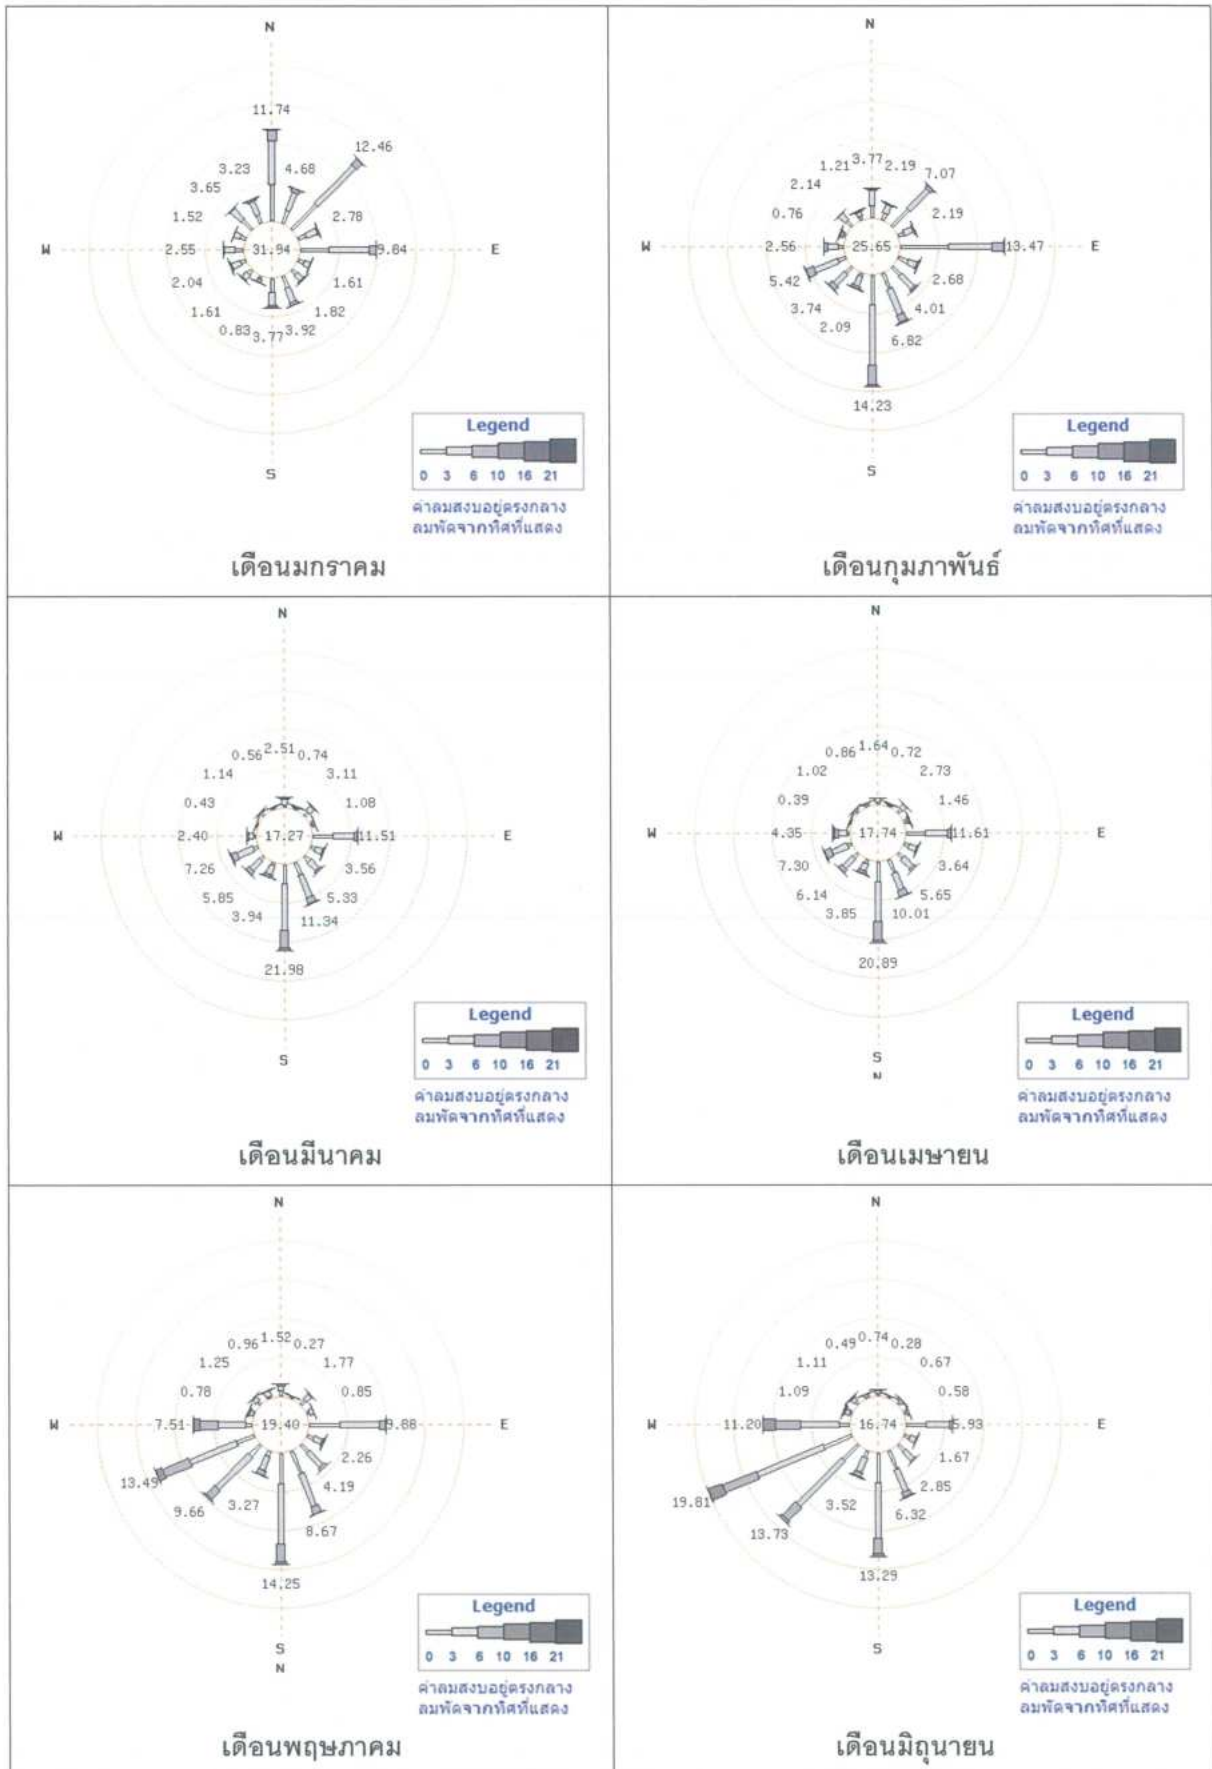 N
11.74
12.46
3.23 4.68
3.65
1.52 2.78
W 2.55 31.94 9.84 E
2.04 1.61
1.61 1.82
0.83 3.77 3.92
S
Legend
0 3 6 10 16 21
ค่าลมสงบอยู่ตรงกลาง
ลมพัดจากทิศที่แสดง
เดือนมกราคม
N
1.21 3.77 2.19
2.14 7.07
0.76 2.19
W 2.56 25.65 13.47 E
5.42 2.68
3.74 4.01
2.09 6.82
14.23
S
Legend
0 3 6 10 16 21
ค่าลมสงบอยู่ตรงกลาง
ลมพัดจากทิศที่แสดง
เดือนกุมภาพันธ์
N
0.56 2.51 0.74
1.14 3.11
0.43 1.08
W 2.40 17.27 11.51 E
7.26 3.56
5.85 5.33
3.94 11.34
21.98
S
Legend
0 3 6 10 16 21
ค่าลมสงบอยู่ตรงกลาง
ลมพัดจากทิศที่แสดง
เดือนมีนาคม
N
0.86 1.64 0.72
1.02 2.73
0.39 1.46
W 4.35 17.74 11.61 E
7.30 3.64
6.14 5.65
3.85 10.01
20.89
S
N
Legend
0 3 6 10 16 21
ค่าลมสงบอยู่ตรงกลาง
ลมพัดจากทิศที่แสดง
เดือนเมษายน
N
0.96 1.52 0.27
1.25 1.77
0.78 0.85
W 7.51 19.40 9.88 E
2.26
13.49 4.19
9.66 3.27
8.67
14.25
S
N
Legend
0 3 6 10 16 21
ค่าลมสงบอยู่ตรงกลาง
ลมพัดจากทิศที่แสดง
เดือนพฤษภาคม
N
0.49 0.74 0.28
1.11 0.67
1.09 0.58
W 11.20 16.74 5.93 E
1.67
2.85
19.81 3.52 6.32
13.73
13.29
S
Legend
0 3 6 10 16 21
ค่าลมสงบอยู่ตรงกลาง
ลมพัดจากทิศที่แสดง
เดือนมิถุนายน